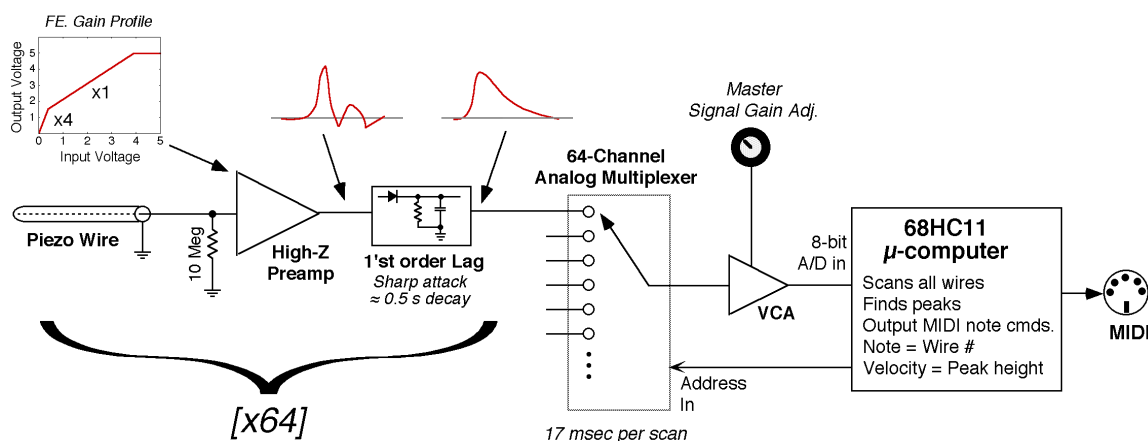 FE. Gain Profile
Output Voltage
5
4
3
2
1
x1
x4
0 1 2 3 4 5
Input Voltage
Piezo Wire
10 Meg
High-Z
Preamp
1'st order Lag
Sharp attack
≈ 0.5 s decay
[x64]
64-Channel
Analog Multiplexer
17 msec per scan
Master
Signal Gain Adj.
VCA
8-bit
A/D in
Address
In
68HC11
µ-computer
Scans all wires
Finds peaks
Output MIDI note cmds.
Note = Wire #
Velocity = Peak height
MIDI